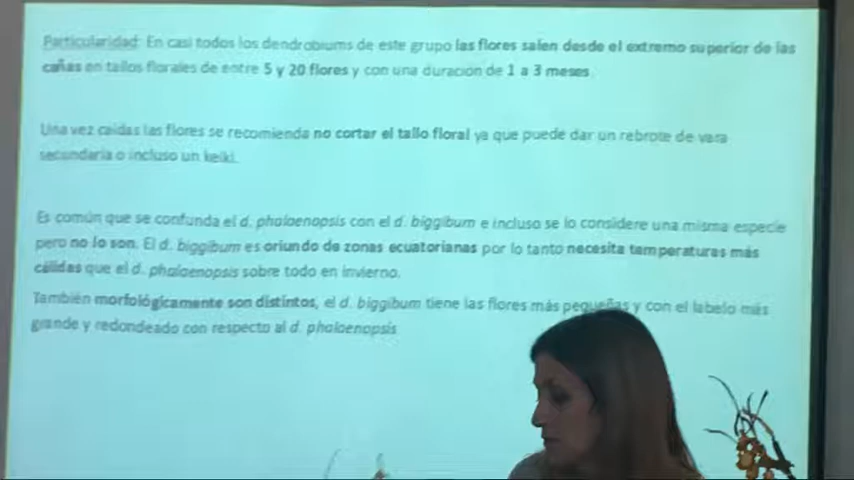 Particularidad: En casi todos los dendrobiums de este grupo las flores salen desde el extremo superior de las
cañas en tallos florales de entre 5 y 20 flores y con una duración de 1 a 3 meses.
Una vez caídas las flores se recomienda no cortar el tallo floral ya que puede dar un rebrote de vara
secundaria o incluso un keiki.
Es común que se confunda el d. phalaenopsis con el d. biggibum e incluso se lo considere una misma especie
pero no lo son. El d. biggibum es oriundo de zonas ecuatorianas por lo tanto necesita temperaturas más
cálidas que el d. phalaenopsis sobre todo en invierno.
También morfológicamente son distintos, el d. biggibum tiene las flores más pequeñas y con el labelo más
grande y redondeado con respecto al d. phalaenopsis